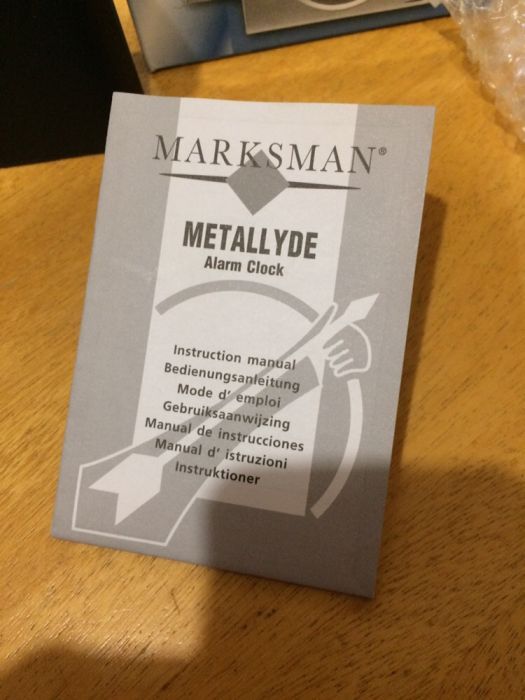 MARKSMAN®
METALLYDE
Alarm Clock
Instruction manual
Bedienungsanleitung
Mode d' emploi
Gebruiksaanwijzing
Manual de instrucciones
Manual d' istruzioni
Instruktioner